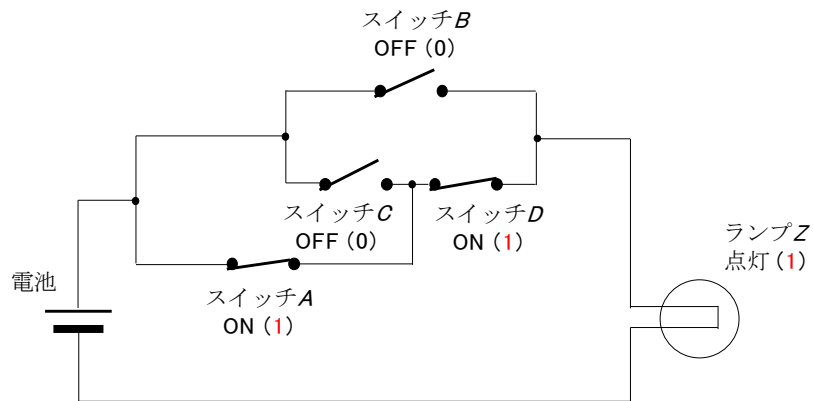 スイッチB
OFF (0)
スイッチC
OFF (0)
スイッチD
ON (1)
ランプZ
点灯 (1)
電池
スイッチA
ON (1)